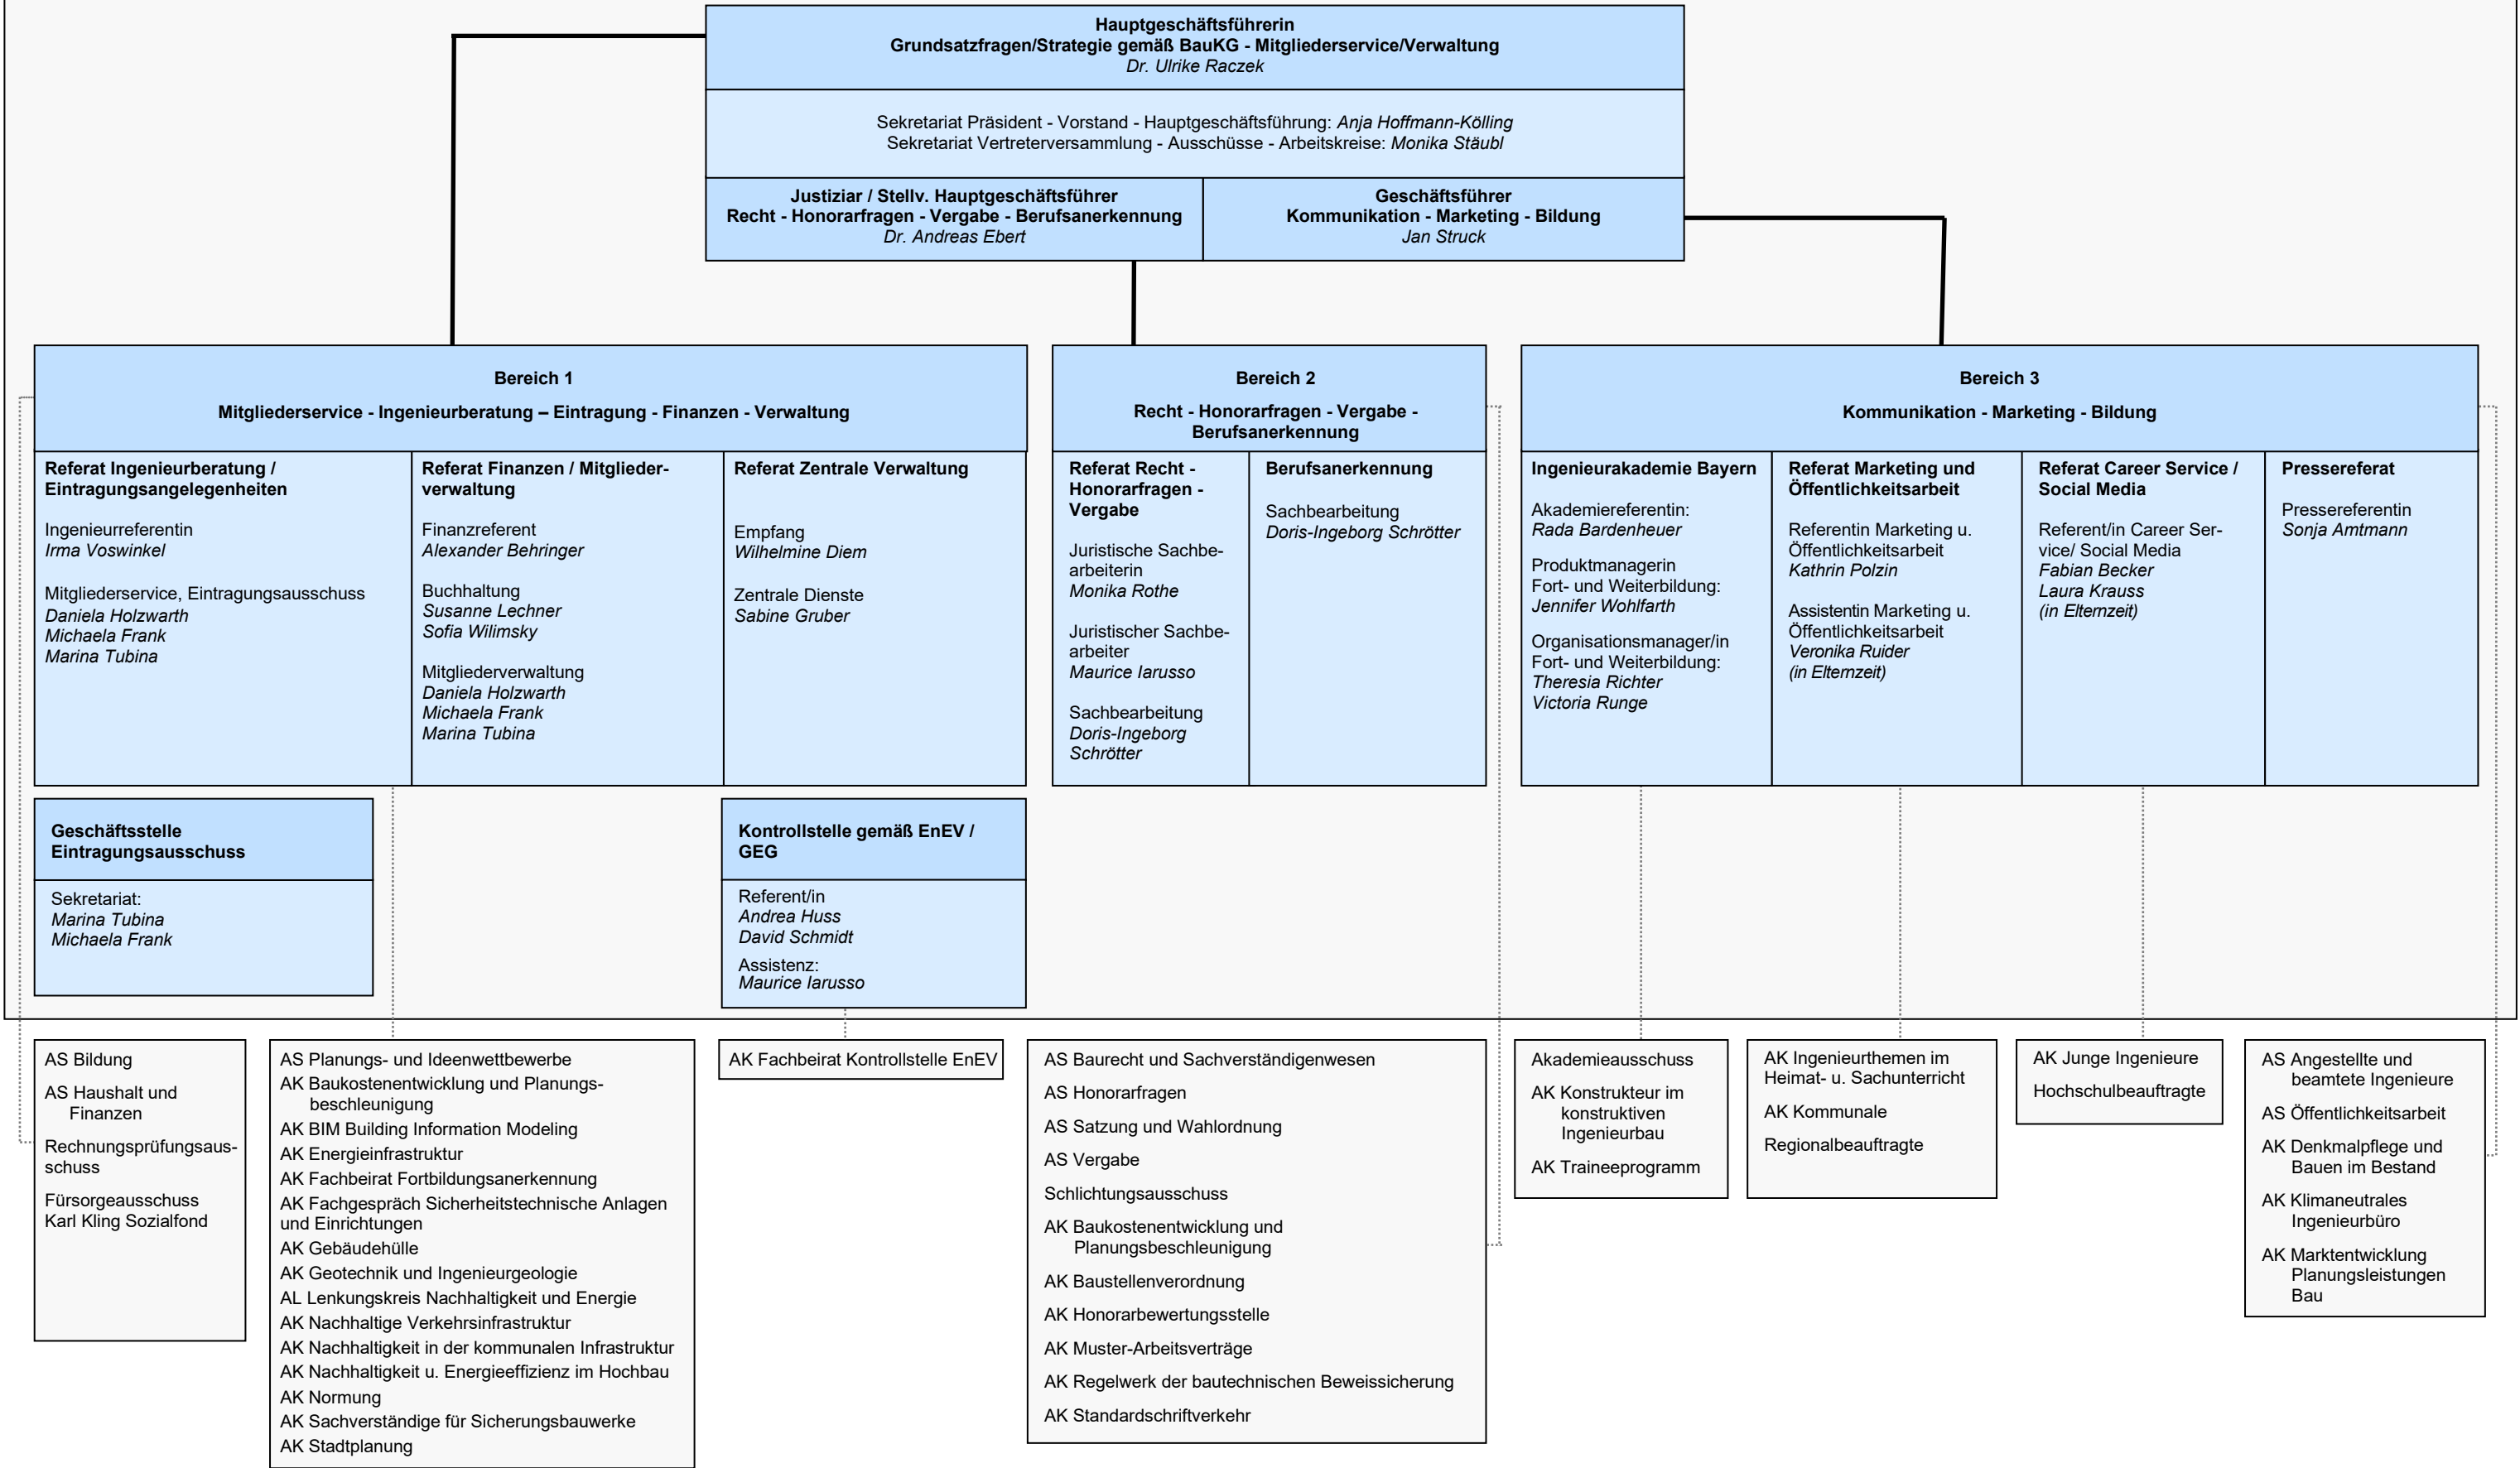 Hauptgeschäftsführerin
Grundsatzfragen/Strategie gemäß BauKG - Mitgliederservice/Verwaltung
Dr. Ulrike Raczek
Sekretariat Präsident - Vorstand - Hauptgeschäftsführung: Anja Hoffmann-Kölling
Sekretariat Vertreterversammlung - Ausschüsse - Arbeitskreise: Monika Stäubl
Justiziar / Stellv. Hauptgeschäftsführer
Recht - Honorarfragen - Vergabe - Berufsanerkennung
Dr. Andreas Ebert
Geschäftsführer
Kommunikation - Marketing - Bildung
Jan Struck
Bereich 1
Mitgliederservice - Ingenieurberatung – Eintragung - Finanzen - Verwaltung
Referat Ingenieurberatung /
Eintragungsangelegenheiten
Ingenieurreferentin
Irma Voswinkel
Mitgliederservice, Eintragungsausschuss
Daniela Holzwarth
Michaela Frank
Marina Tubina
Referat Finanzen / Mitglieder-
verwaltung
Finanzreferent
Alexander Behringer
Buchhaltung
Susanne Lechner
Sofia Wilimsky
Mitgliederverwaltung
Daniela Holzwarth
Michaela Frank
Marina Tubina
Referat Zentrale Verwaltung
Empfang
Wilhelmine Diem
Zentrale Dienste
Sabine Gruber
Bereich 2
Recht - Honorarfragen - Vergabe -
Berufsanerkennung
Referat Recht -
Honorarfragen -
Vergabe
Juristische Sachbe-
arbeiterin
Monika Rothe
Juristischer Sachbe-
arbeiter
Maurice Iarusso
Sachbearbeitung
Doris-Ingeborg
Schrötter
Berufsanerkennung
Sachbearbeitung
Doris-Ingeborg Schrötter
Bereich 3
Kommunikation - Marketing - Bildung
Ingenieurakademie Bayern
Akademiereferentin:
Rada Bardenheuer
Produktmanagerin
Fort- und Weiterbildung:
Jennifer Wohlfarth
Organisationsmanager/in
Fort- und Weiterbildung:
Theresia Richter
Victoria Runge
Referat Marketing und
Öffentlichkeitsarbeit
Referentin Marketing u.
Öffentlichkeitsarbeit
Kathrin Polzin
Assistentin Marketing u.
Öffentlichkeitsarbeit
Veronika Ruider
(in Elternzeit)
Referat Career Service /
Social Media
Referent/in Career Ser-
vice/ Social Media
Fabian Becker
Laura Krauss
(in Elternzeit)
Pressereferat
Pressereferentin
Sonja Amtmann
Geschäftsstelle
Eintragungsausschuss
Sekretariat:
Marina Tubina
Michaela Frank
Kontrollstelle gemäß EnEV /
GEG
Referent/in
Andrea Huss
David Schmidt
Assistenz:
Maurice Iarusso
AS Bildung
AS Haushalt und
Finanzen
Rechnungsprüfungsaus-
schuss
Fürsorgeausschuss
Karl Kling Sozialfond
AS Planungs- und Ideenwettbewerbe
AK Baukostenentwicklung und Planungs-
beschleunigung
AK BIM Building Information Modeling
AK Energieinfrastruktur
AK Fachbeirat Fortbildungsanerkennung
AK Fachgespräch Sicherheitstechnische Anlagen
und Einrichtungen
AK Gebäudehülle
AK Geotechnik und Ingenieurgeologie
AL Lenkungskreis Nachhaltigkeit und Energie
AK Nachhaltige Verkehrsinfrastruktur
AK Nachhaltigkeit in der kommunalen Infrastruktur
AK Nachhaltigkeit u. Energieeffizienz im Hochbau
AK Normung
AK Sachverständige für Sicherungsbauwerke
AK Stadtplanung
AK Fachbeirat Kontrollstelle EnEV
AS Baurecht und Sachverständigenwesen
AS Honorarfragen
AS Satzung und Wahlordnung
AS Vergabe
Schlichtungsausschuss
AK Baukostenentwicklung und
Planungsbeschleunigung
AK Baustellenverordnung
AK Honorarbewertungsstelle
AK Muster-Arbeitsverträge
AK Regelwerk der bautechnischen Beweissicherung
AK Standardschriftverkehr
Akademieausschuss
AK Konstrukteur im
konstruktiven
Ingenieurbau
AK Traineeprogramm
AK Ingenieurthemen im
Heimat- u. Sachunterricht
AK Kommunale
Regionalbeauftragte
AK Junge Ingenieure
Hochschulbeauftragte
AS Angestellte und
beamtete Ingenieure
AS Öffentlichkeitsarbeit
AK Denkmalpflege und
Bauen im Bestand
AK Klimaneutrales
Ingenieurbüro
AK Marktentwicklung
Planungsleistungen
Bau